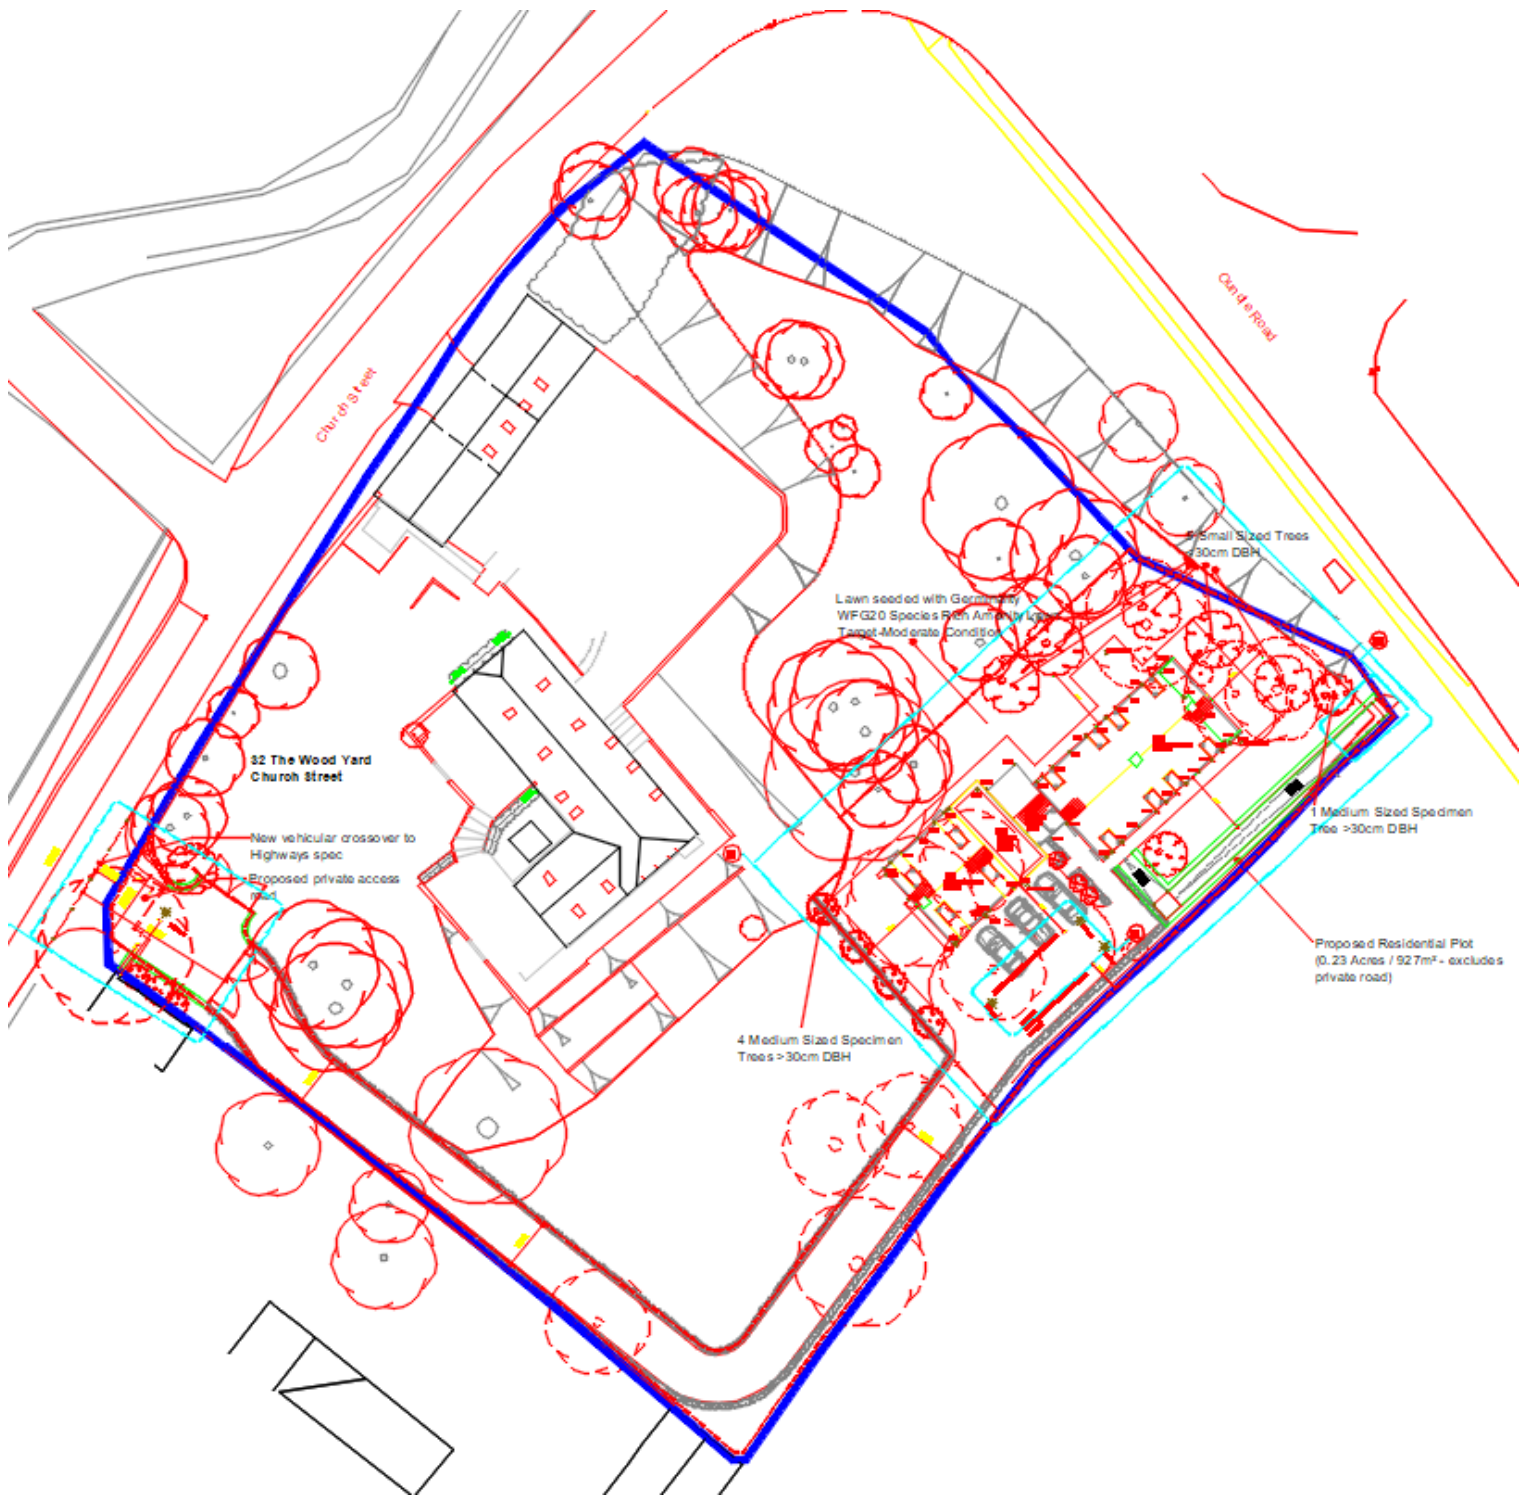 Church Street
5 Small Sized Trees
<30cm DBH
Lawn seeded with Germinality
WFG20 Species Rich Amenity Lawn
Target-Moderate Condition
32 The Wood Yard
Church Street
New vehicular crossover to
Highways spec
Proposed private access
road
1 Medium Sized Specimen
Tree >30cm DBH
Proposed Residential Plot
(0.23 Acres / 927m² - excludes
private road)
4 Medium Sized Specimen
Trees >30cm DBH